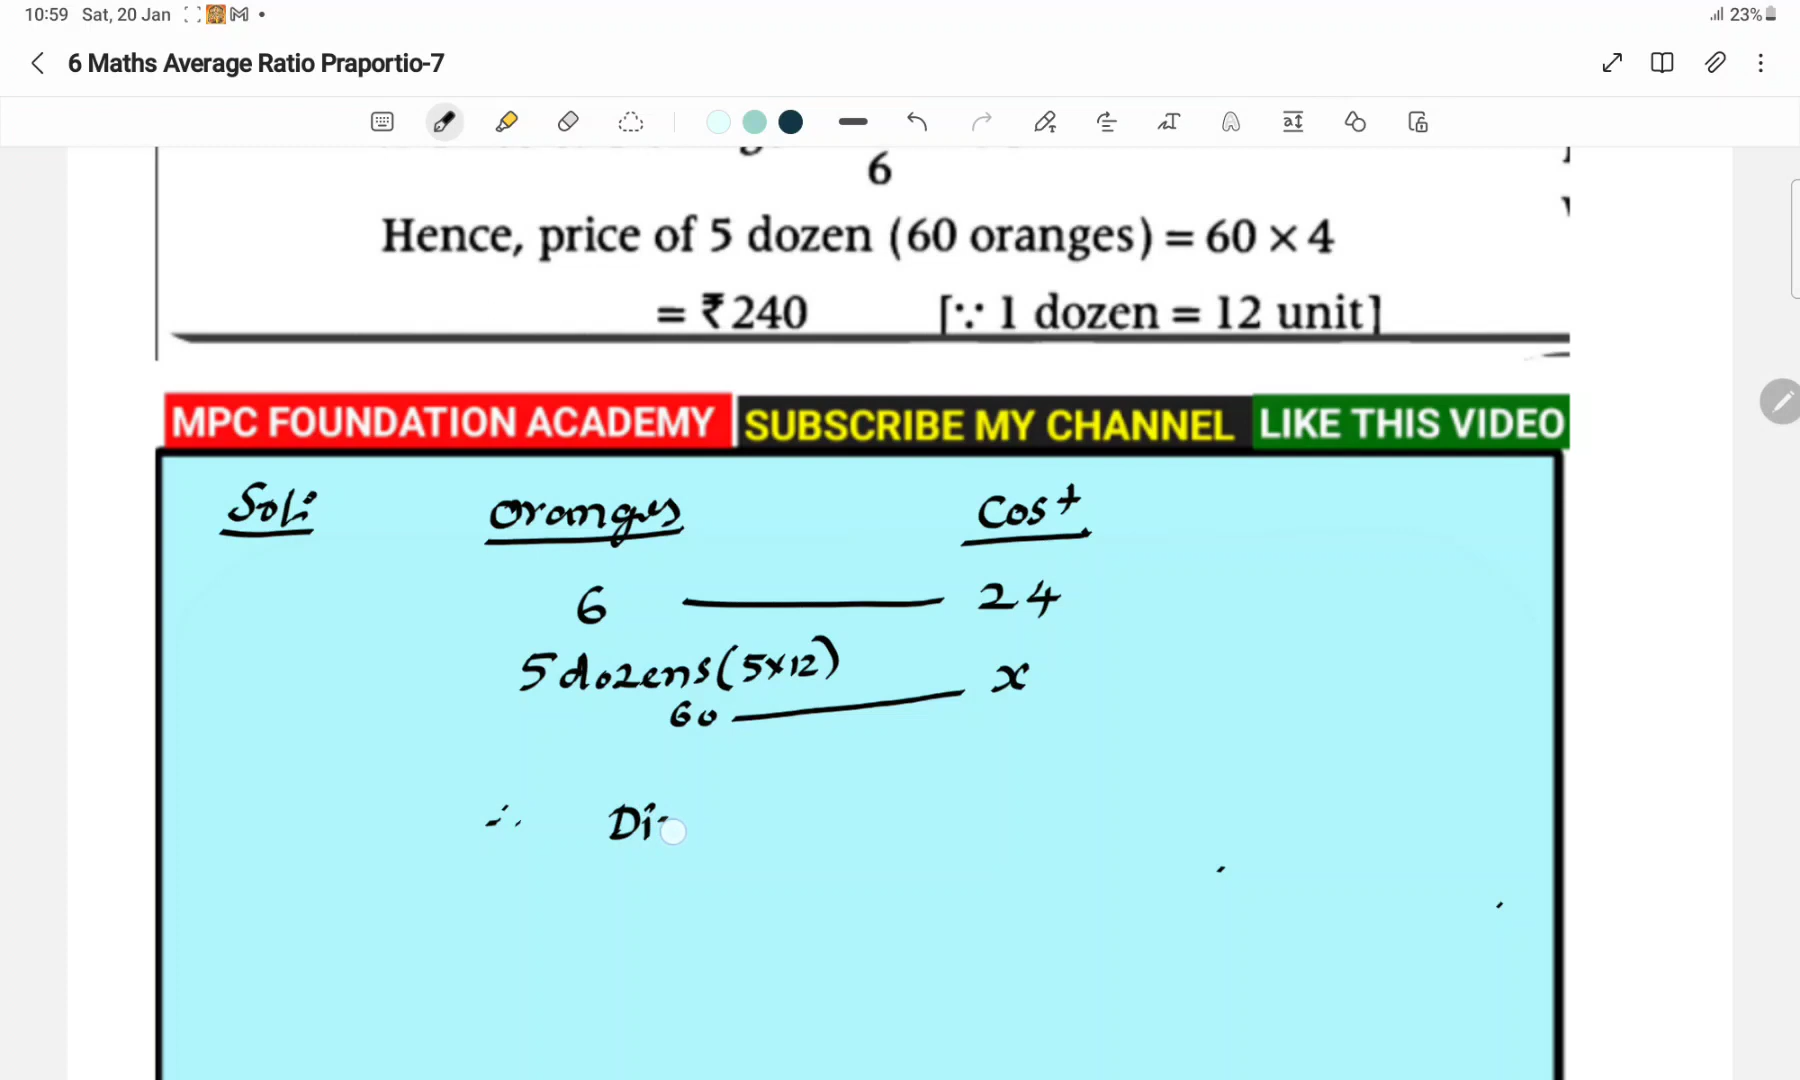 10:59 Sat, 20 Jan 23%
6 Maths Average Ratio Praportio-7
6
Hence, price of 5 dozen (60 oranges) = 60 × 4
= ₹ 240 [∵ 1 dozen = 12 unit]
MPC FOUNDATION ACADEMY SUBSCRIBE MY CHANNEL LIKE THIS VIDEO
Sol: Oranges Cost
6 24
5 dozens (5×12) x
60
∴ Di